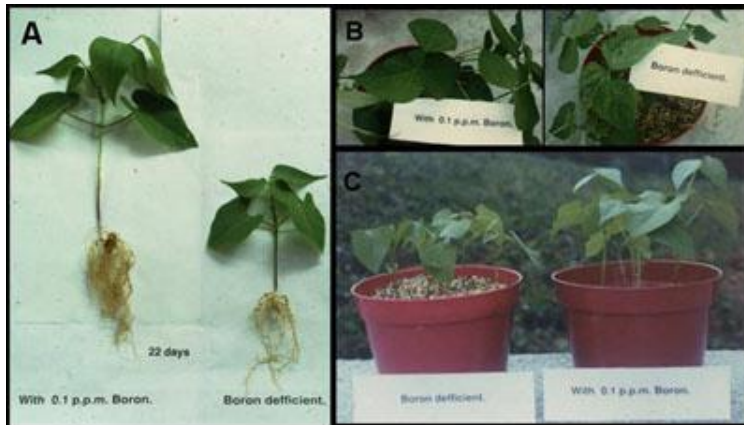 A
22 days
With 0.1 p.p.m. Boron.
Boron defficient.
B
With 0.1 p.p.m. Boron.
Boron defficient.
C
Boron defficient.
With 0.1 p.p.m. Boron.